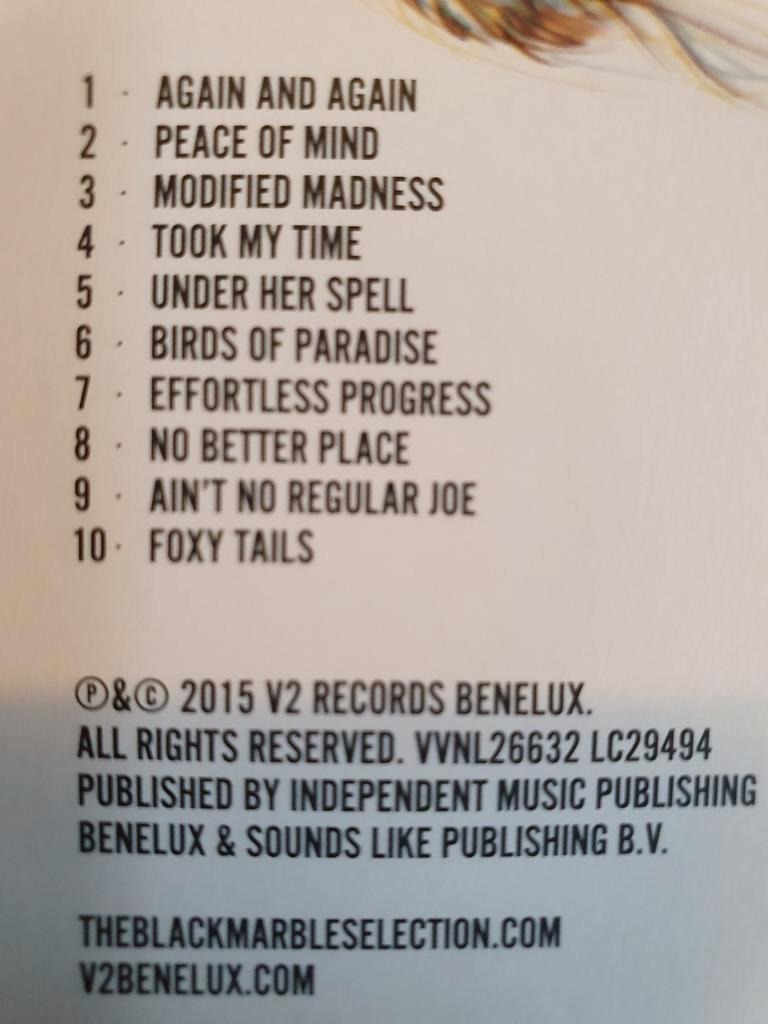 1 · AGAIN AND AGAIN
2 · PEACE OF MIND
3 · MODIFIED MADNESS
4 · TOOK MY TIME
5 · UNDER HER SPELL
6 · BIRDS OF PARADISE
7 · EFFORTLESS PROGRESS
8 · NO BETTER PLACE
9 · AIN'T NO REGULAR JOE
10 · FOXY TAILS
℗&© 2015 V2 RECORDS BENELUX.
ALL RIGHTS RESERVED. VVNL26632 LC29494
PUBLISHED BY INDEPENDENT MUSIC PUBLISHING
BENELUX & SOUNDS LIKE PUBLISHING B.V.
THEBLACKMARBLESELECTION.COM
V2BENELUX.COM